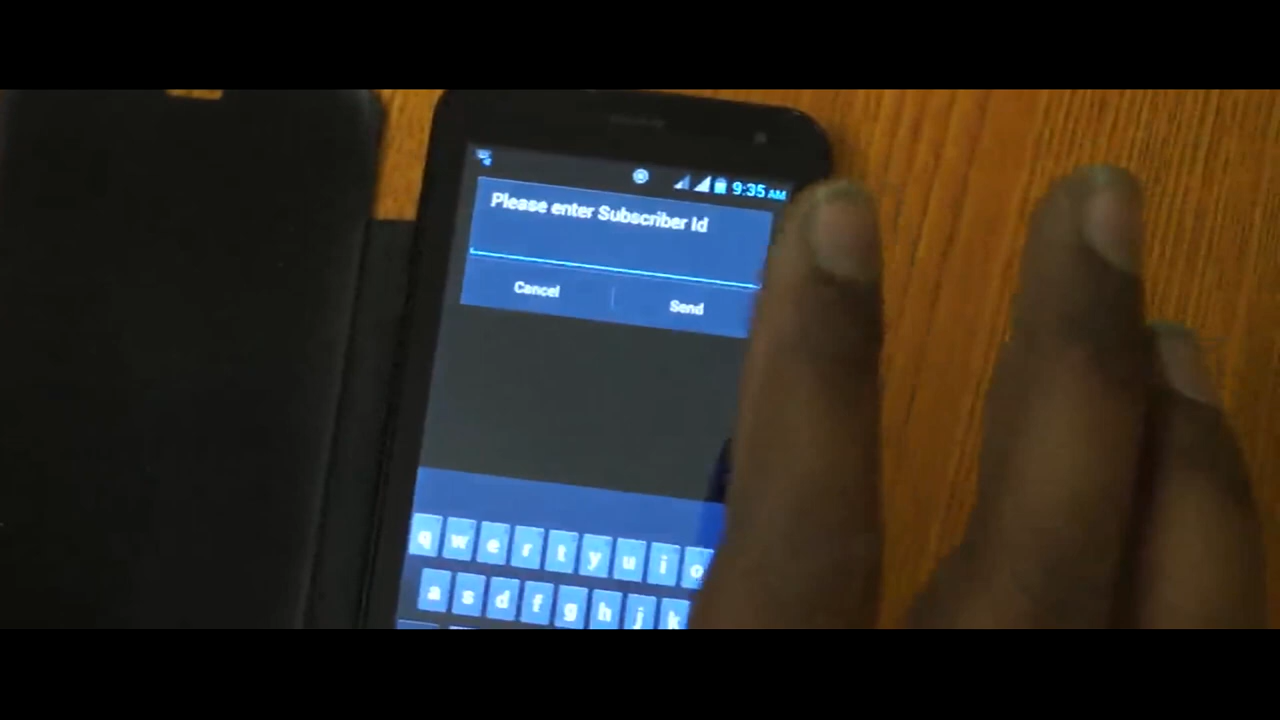 9:35 AM
Please enter Subscriber Id
Cancel
Send
q w e r t y u i o
a s d f g h j k